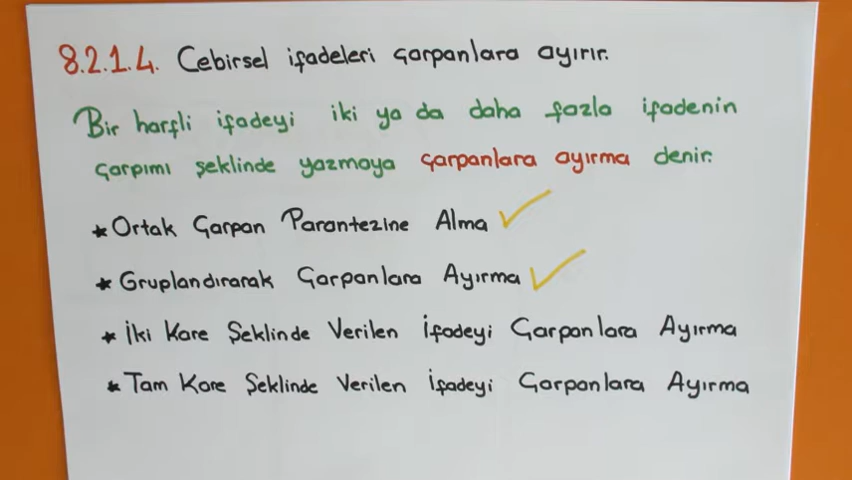 8.2.1.4. Cebirsel ifadeleri çarpanlara ayırır.
Bir harfli ifadeyi iki ya da daha fazla ifadenin
çarpımı şeklinde yazmaya çarpanlara ayırma denir.
* Ortak Çarpan Parantezine Alma ✓
* Gruplandırarak Çarpanlara Ayırma ✓
* İki Kare Şeklinde Verilen İfadeyi Çarpanlara Ayırma
* Tam Kare Şeklinde Verilen İfadeyi Çarpanlara Ayırma